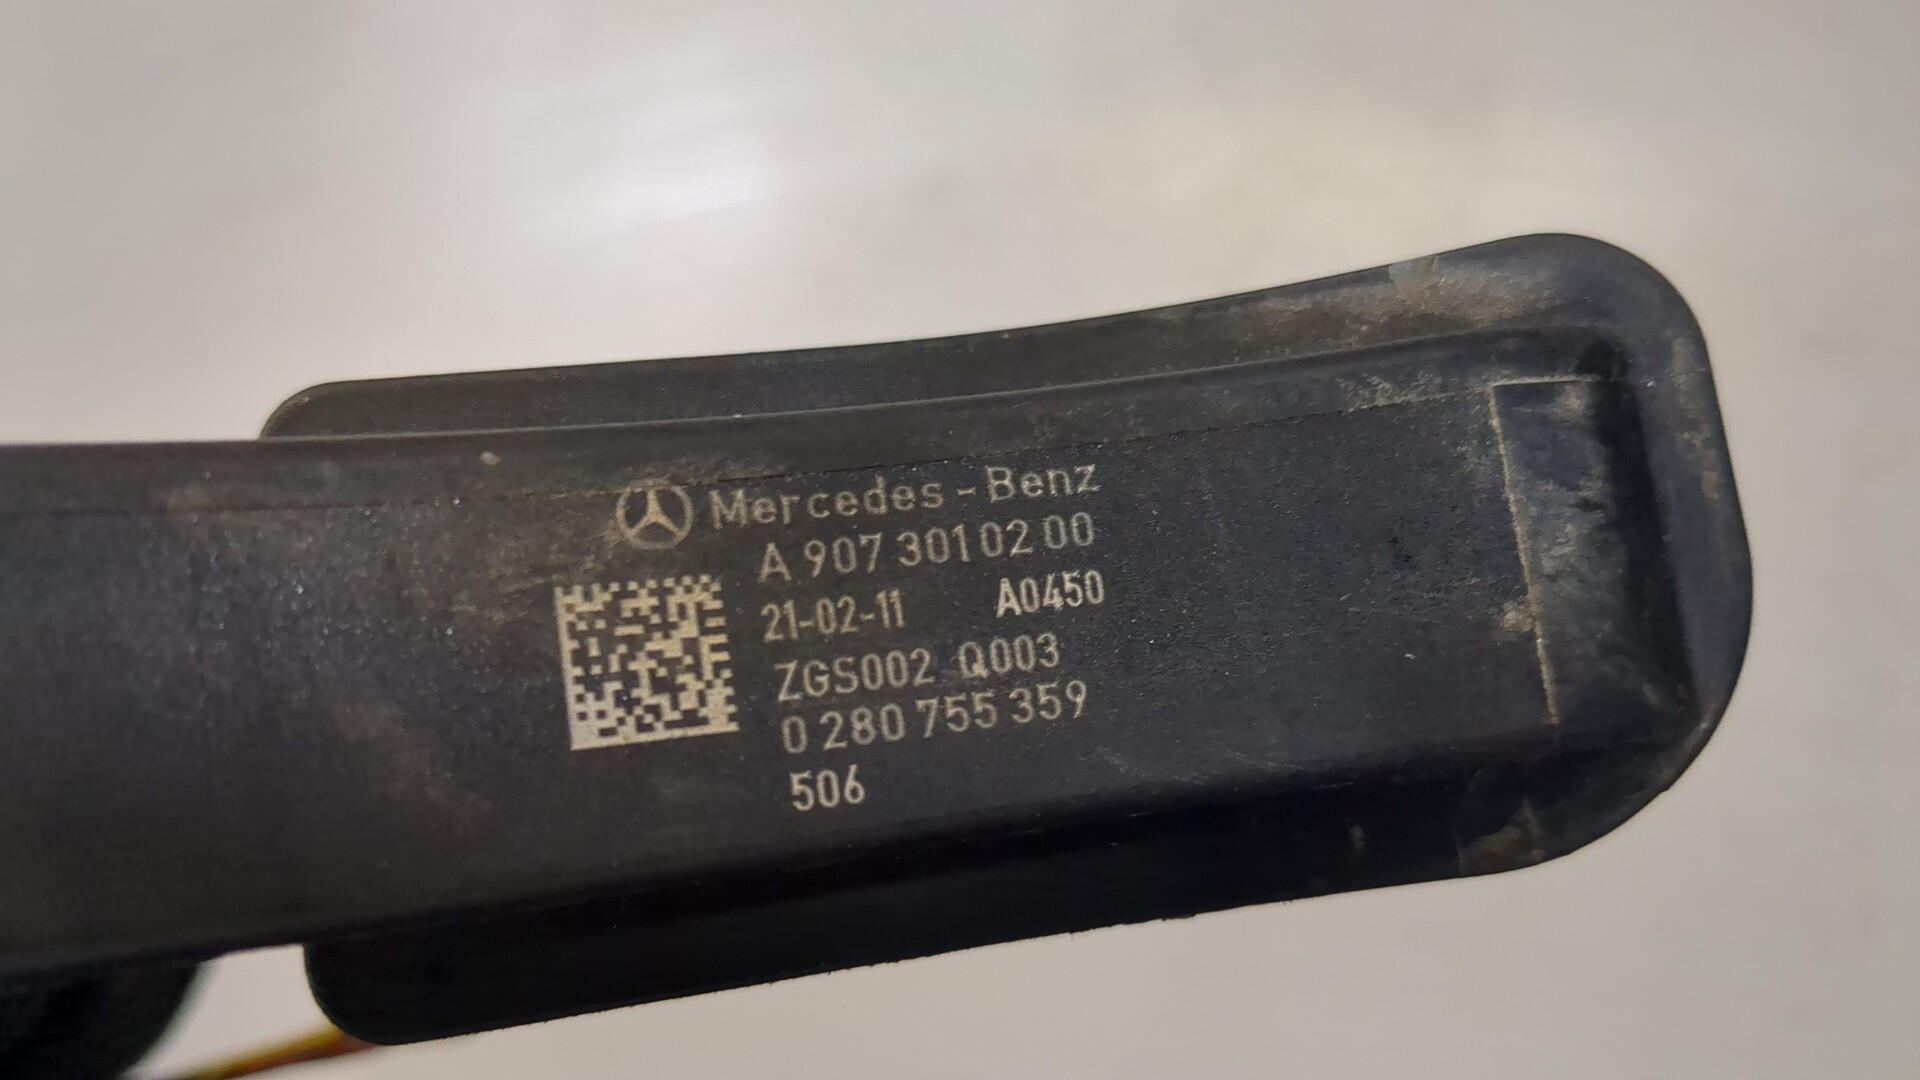 Mercedes-Benz
A 907 301 02 00
21-02-11 A0450
ZGS002 Q003
0 280 755 359
506